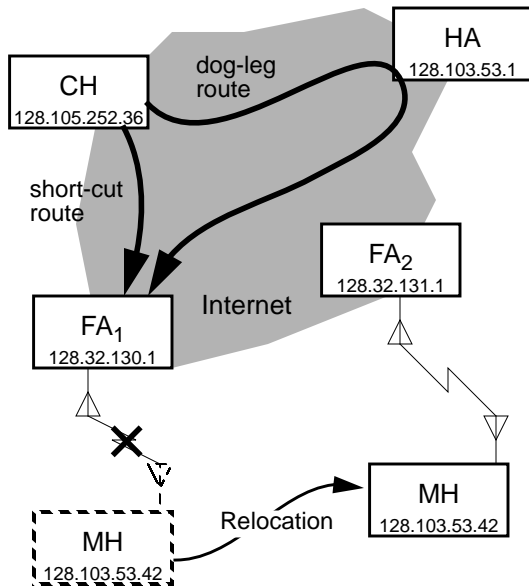 HA
128.103.53.1
dog-leg
route
CH
128.105.252.36
short-cut
route
FA2
128.32.131.1
Internet
FA1
128.32.130.1
MH
128.103.53.42
Relocation
MH
128.103.53.42